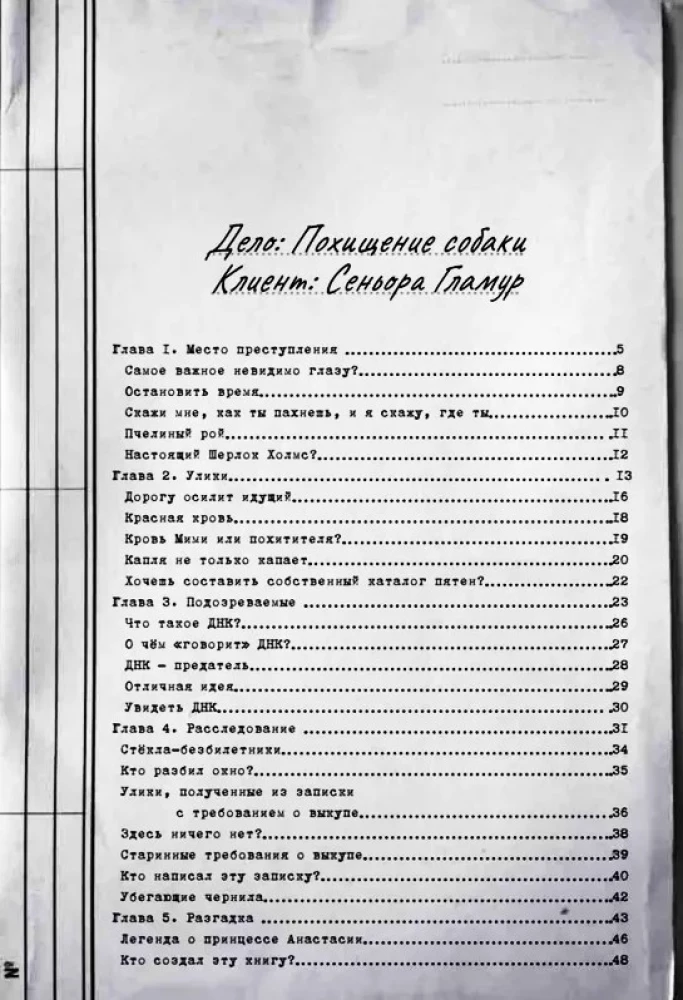 Дело: Похищение собаки
Клиент: Сеньора Гламур
Глава I. Место преступления ........ 5
Самое важное невидимо глазу? ........ 8
Остановить время ........ 9
Скажи мне, как ты пахнешь, и я скажу, где ты ........ 10
Пчелиный рой ........ 11
Настоящий Шерлок Холмс? ........ 12
Глава 2. Улики ........ 13
Дорогу осилит идущий ........ 16
Красная кровь ........ 18
Кровь Мими или похитителя? ........ 19
Капля не только капает ........ 20
Хочешь составить собственный каталог пятен? ........ 22
Глава 3. Подозреваемые ........ 23
Что такое ДНК? ........ 26
О чём «говорит» ДНК? ........ 27
ДНК – предатель ........ 28
Отличная идея ........ 29
Увидеть ДНК ........ 30
Глава 4. Расследование ........ 31
Стёкла-безбилетники ........ 34
Кто разбил окно? ........ 35
Улики, полученные из записки
с требованием о выкупе ........ 36
Здесь ничего нет? ........ 38
Старинные требования о выкупе ........ 39
Кто написал эту записку? ........ 40
Убегающие чернила ........ 42
Глава 5. Разгадка ........ 43
Легенда о принцессе Анастасии ........ 46
Кто создал эту книгу? ........ 48
№